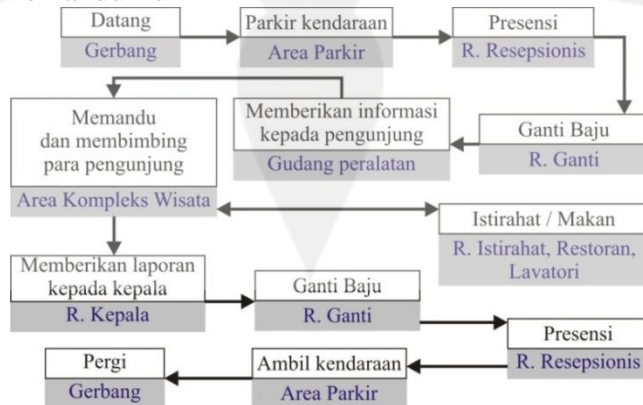 Datang
Gerbang
Parkir kendaraan
Area Parkir
Presensi
R. Resepsionis
Ganti Baju
R. Ganti
Memberikan informasi
kepada pengunjung
Gudang peralatan
Memandu
dan membimbing
para pengunjung
Area Kompleks Wisata
Istirahat / Makan
R. Istirahat, Restoran,
Lavatori
Memberikan laporan
kepada kepala
R. Kepala
Ganti Baju
R. Ganti
Presensi
R. Resepsionis
Ambil kendaraan
Area Parkir
Pergi
Gerbang